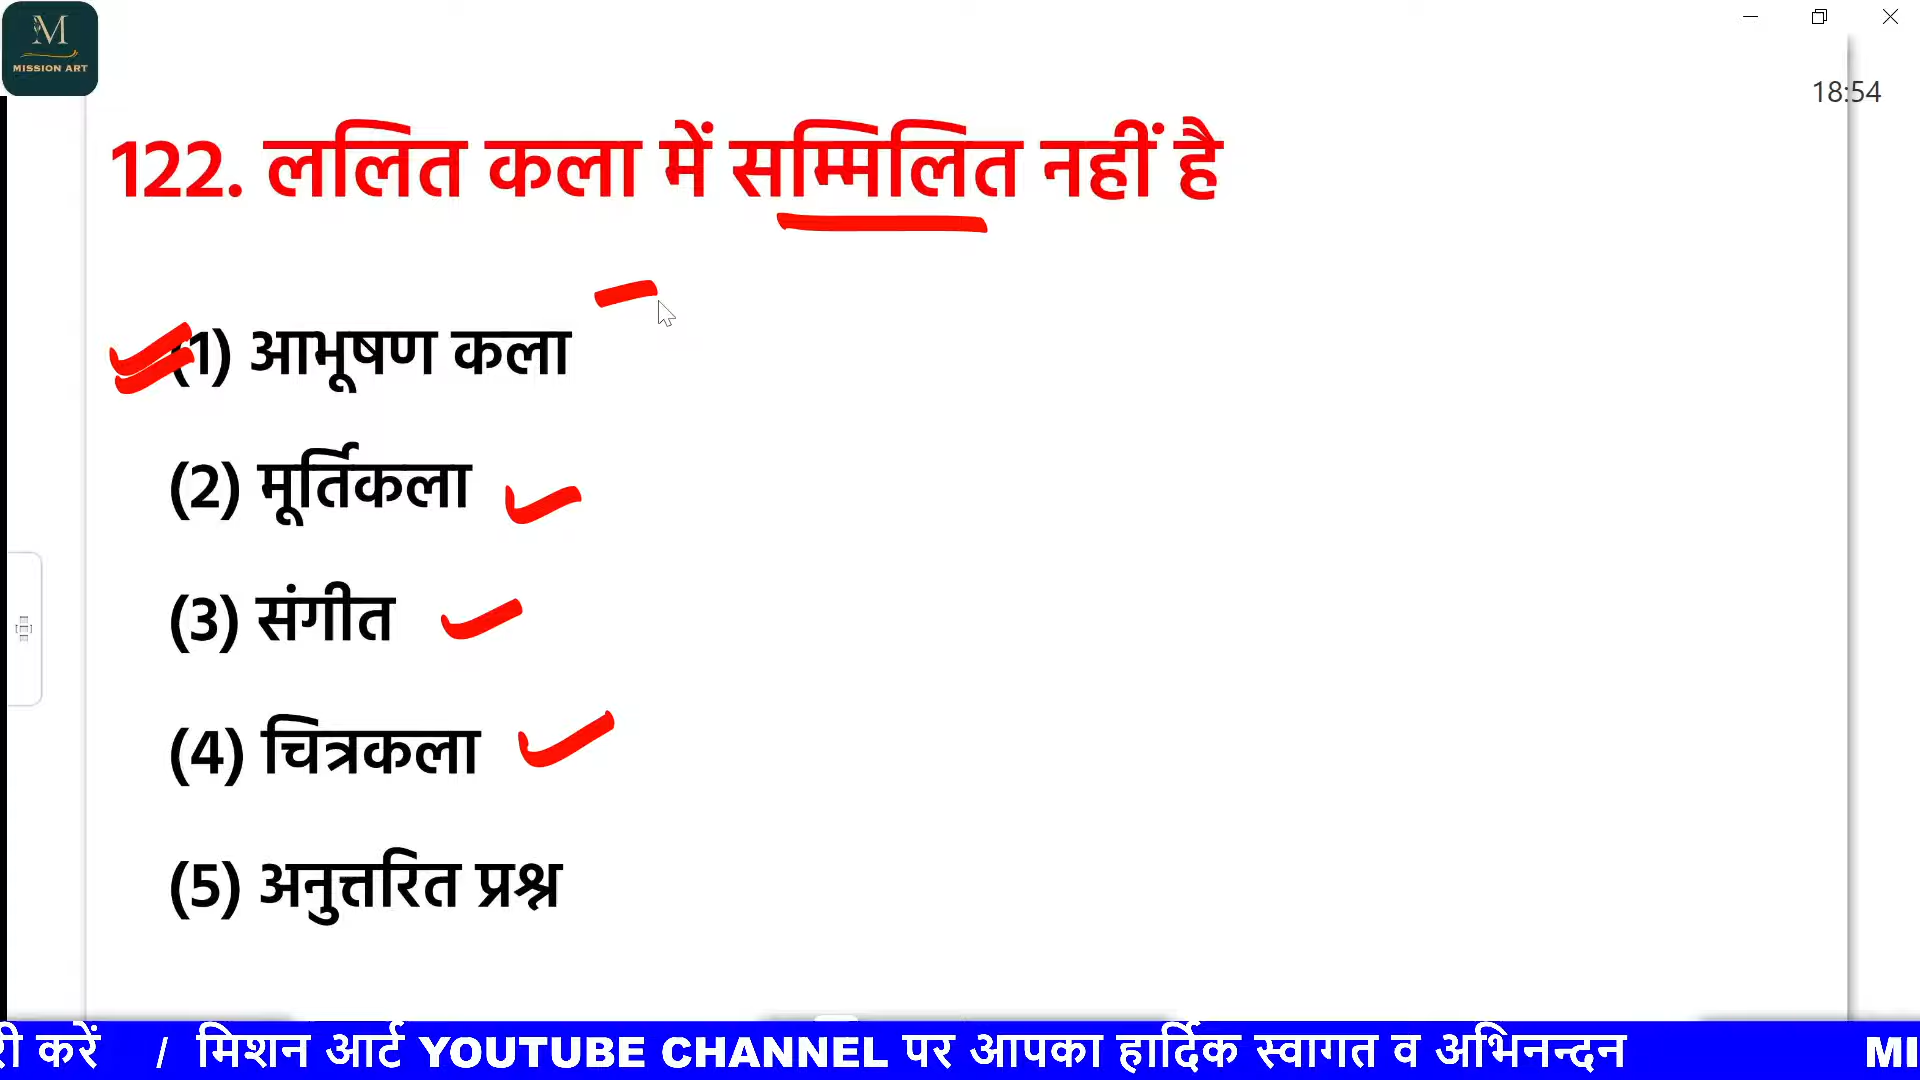 M
MISSION ART
18:54
122. ललित कला में सम्मिलित नहीं है
(1) आभूषण कला
(2) मूर्तिकला
(3) संगीत
(4) चित्रकला
(5) अनुत्तरित प्रश्न
री करें / मिशन आर्ट YOUTUBE CHANNEL पर आपका हार्दिक स्वागत व अभिनन्दन MI